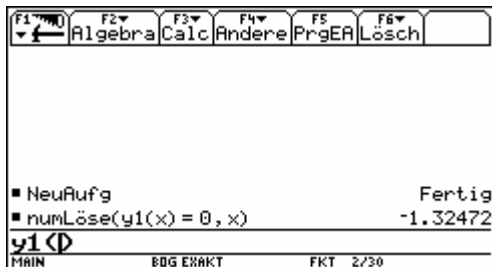 F1 F2 Algebra F3 Calc F4 Andere F5 PrgEA F6 Lösch
▪ NeuAufg Fertig
▪ numLöse(y1(x) = 0, x) -1.32472
y1(
MAIN BOG EXAKT FKT 2/30